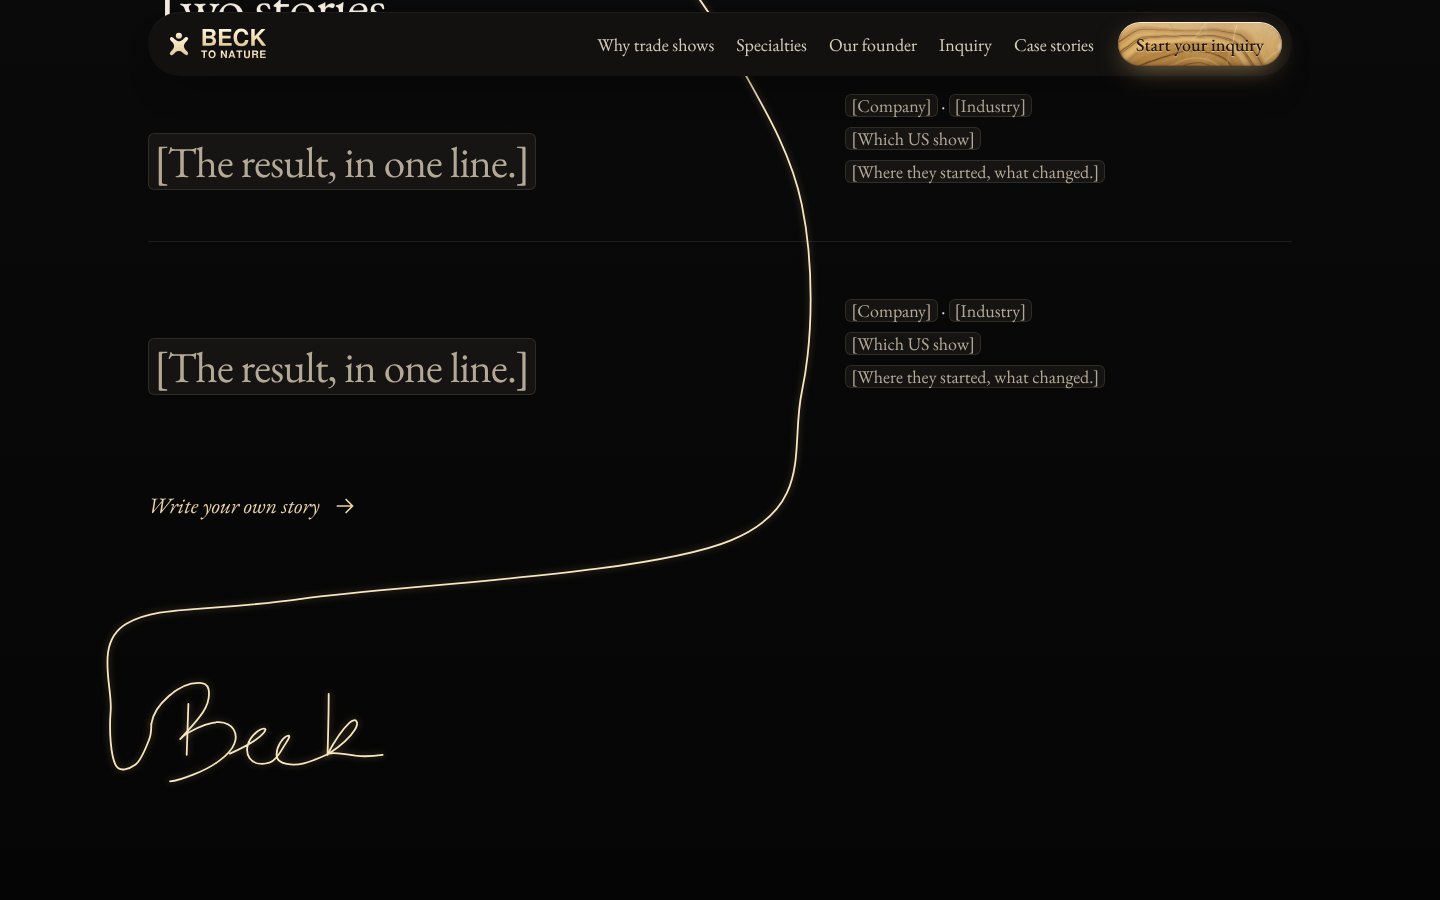 Two stories
BECK
TO NATURE
Why trade shows
Specialties
Our founder
Inquiry
Case stories
Start your inquiry
[Company] · [Industry]
[Which US show]
[Where they started, what changed.]
[The result, in one line.]
[Company] · [Industry]
[Which US show]
[Where they started, what changed.]
[The result, in one line.]
Write your own story →
Beck